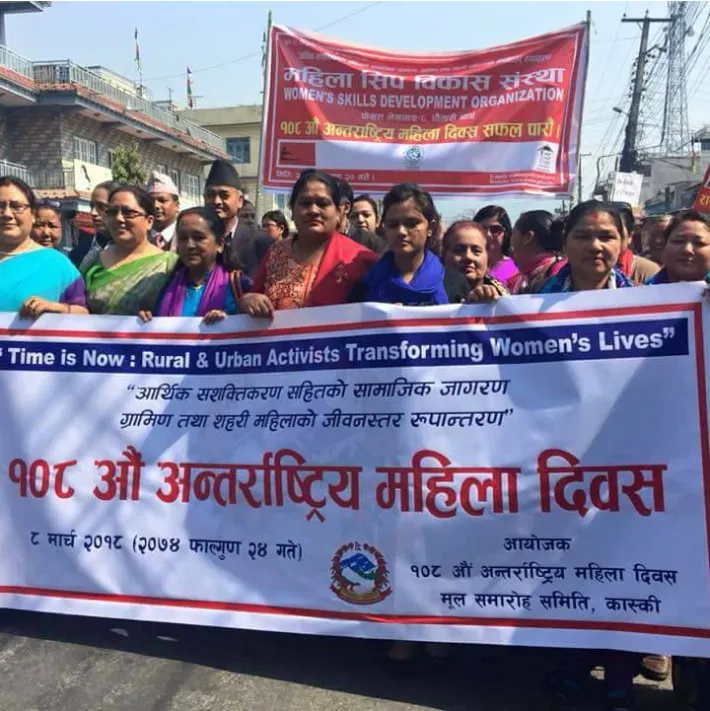 महिला सिप विकास संस्था
WOMEN'S SKILLS DEVELOPMENT ORGANIZATION
१०८ औं अन्तराष्ट्रिय महिला दिवस सफल पारौं।
"Time is Now : Rural & Urban Activists Transforming Women's Lives"
"आर्थिक सशक्तिकरण सहितको सामाजिक जागरण
ग्रामिण तथा शहरी महिलाको जीवनस्तर रूपान्तरण"
१०८ औं अन्तर्राष्ट्रिय महिला दिवस
८ मार्च २०१८ (२०७४ फाल्गुण २४ गते)
आयोजक
१०८ औं अन्तर्राष्ट्रिय महिला दिवस
मूल समारोह समिति, कास्की